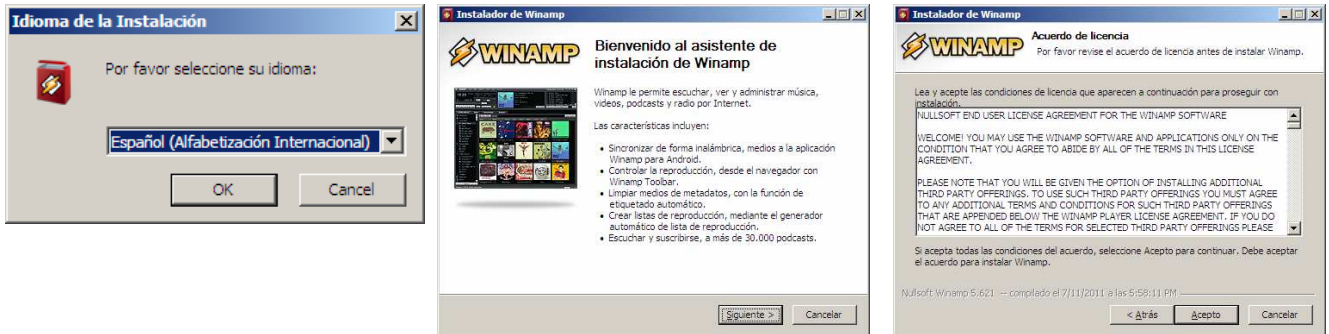 Idioma de la Instalación
Por favor seleccione su idioma:
Español (Alfabetización Internacional)
OK
Cancel
Instalador de Winamp
WINAMP
Bienvenido al asistente de
instalación de Winamp
Winamp le permite escuchar, ver y administrar música,
videos, podcasts y radio por Internet.
Las características incluyen:
• Sincronizar de forma inalámbrica, medios a la aplicación
Winamp para Android.
• Controlar la reproducción, desde el navegador con
Winamp Toolbar.
• Limpiar medios de metadatos, con la función de
etiquetado automático.
• Crear listas de reproducción, mediante el generador
automático de lista de reproducción.
• Escuchar y suscribirse, a más de 30.000 podcasts.
Siguiente >
Cancelar
Instalador de Winamp
WINAMP
Acuerdo de licencia
Por favor revise el acuerdo de licencia antes de instalar Winamp.
Lea y acepte las condiciones de licencia que aparecen a continuación para proseguir con
instalación.
NULLSOFT END USER LICENSE AGREEMENT FOR THE WINAMP SOFTWARE
WELCOME! YOU MAY USE THE WINAMP SOFTWARE AND APPLICATIONS ONLY ON THE
CONDITION THAT YOU AGREE TO ABIDE BY ALL OF THE TERMS IN THIS LICENSE
AGREEMENT.
PLEASE NOTE THAT YOU WILL BE GIVEN THE OPTION OF INSTALLING ADDITIONAL
THIRD PARTY OFFERINGS. TO USE SUCH THIRD PARTY OFFERINGS YOU MUST AGREE
TO ANY ADDITIONAL TERMS AND CONDITIONS FOR SUCH THIRD PARTY OFFERINGS
THAT ARE APPENDED BELOW THE WINAMP PLAYER LICENSE AGREEMENT. IF YOU DO
NOT AGREE TO ALL OF THE TERMS FOR SELECTED THIRD PARTY OFFERINGS PLEASE
Si acepta todas las condiciones del acuerdo, seleccione Acepto para continuar. Debe aceptar
el acuerdo para instalar Winamp.
Nullsoft Winamp 5.621 -- compilado el 7/11/2011 a las 5:58:11 PM
< Atrás
Acepto
Cancelar